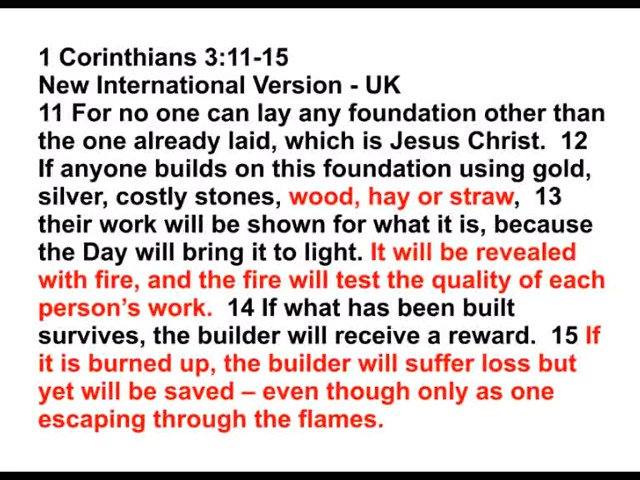 1 Corinthians 3:11-15
New International Version - UK
11 For no one can lay any foundation other than
the one already laid, which is Jesus Christ.  12
If anyone builds on this foundation using gold,
silver, costly stones, wood, hay or straw,  13
their work will be shown for what it is, because
the Day will bring it to light. It will be revealed
with fire, and the fire will test the quality of each
person’s work.  14 If what has been built
survives, the builder will receive a reward.  15 If
it is burned up, the builder will suffer loss but
yet will be saved – even though only as one
escaping through the flames.